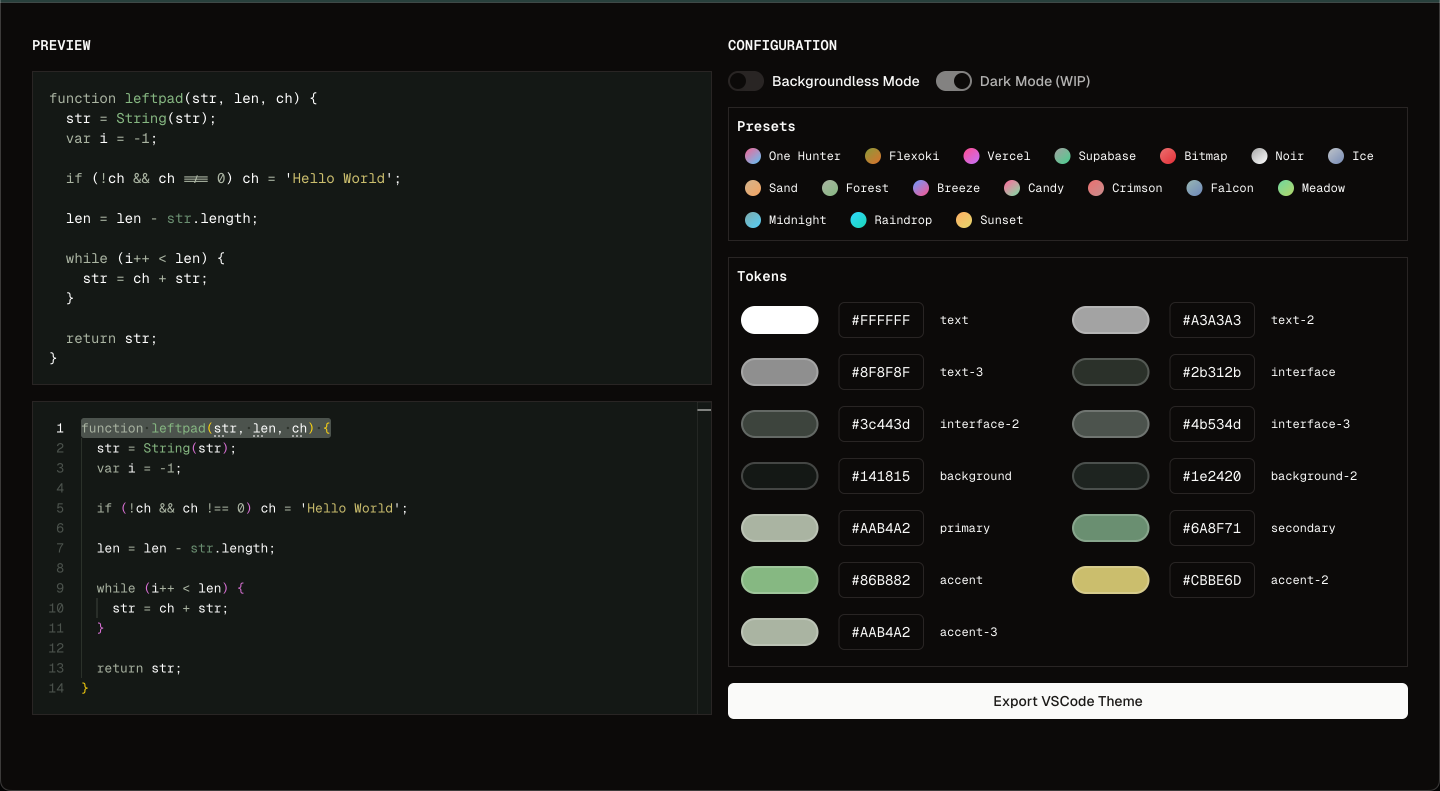 PREVIEW
function leftpad(str, len, ch) {
  str = String(str);
  var i = -1;
  if (!ch && ch !== 0) ch = 'Hello World';
  len = len - str.length;
  while (i++ < len) {
    str = ch + str;
  }
  return str;
}
1 function leftpad(str, len, ch) {
2   str = String(str);
3   var i = -1;
4
5   if (!ch && ch !== 0) ch = 'Hello World';
6
7   len = len - str.length;
8
9   while (i++ < len) {
10     str = ch + str;
11   }
12
13   return str;
14 }
CONFIGURATION
Backgroundless Mode Dark Mode (WIP)
Presets
One Hunter Flexoki Vercel Supabase Bitmap Noir Ice
Sand Forest Breeze Candy Crimson Falcon Meadow
Midnight Raindrop Sunset
Tokens
#FFFFFF text #A3A3A3 text-2
#8F8F8F text-3 #2b312b interface
#3c443d interface-2 #4b534d interface-3
#141815 background #1e2420 background-2
#AAB4A2 primary #6A8F71 secondary
#86B882 accent #CBBE6D accent-2
#AAB4A2 accent-3
Export VSCode Theme